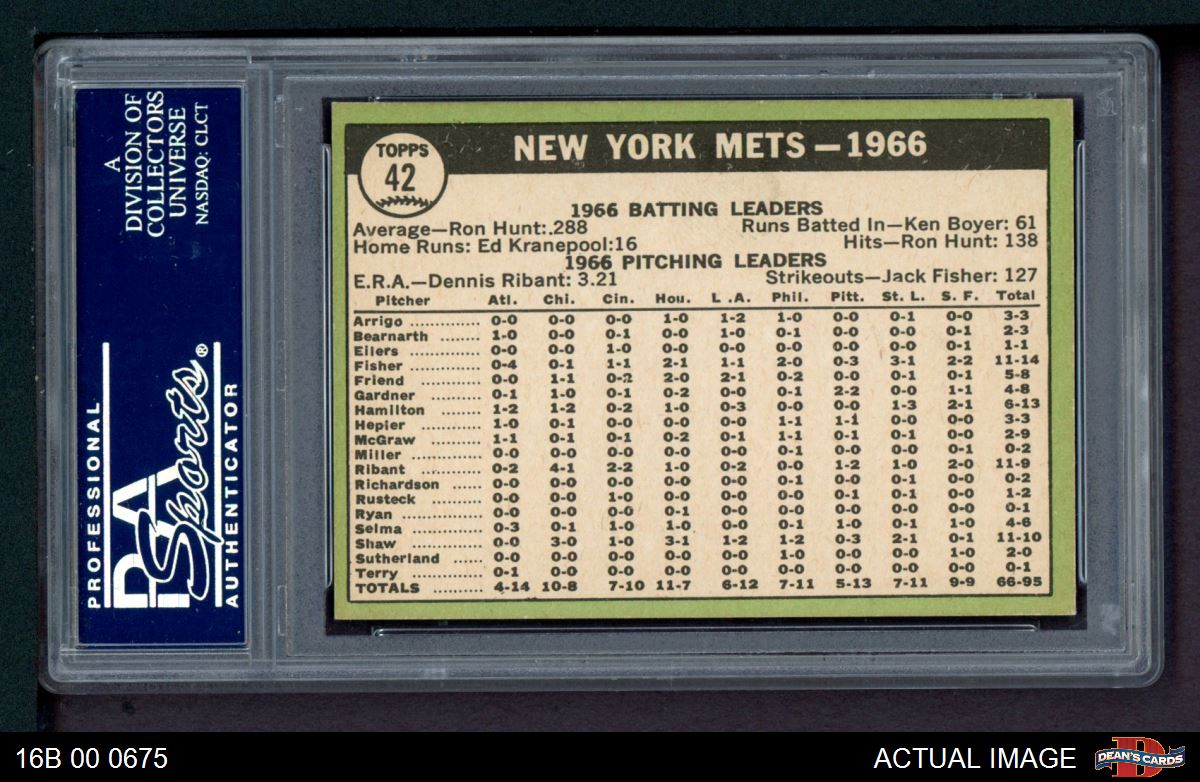 A
DIVISION OF
COLLECTORS
UNIVERSE
NASDAQ: CLCT
PROFESSIONAL
PSA
Sports®
AUTHENTICATOR
TOPPS
42
NEW YORK METS – 1966
1966 BATTING LEADERS
Average—Ron Hunt:.288 Runs Batted In—Ken Boyer: 61
Home Runs: Ed Kranepool:16 Hits—Ron Hunt: 138
1966 PITCHING LEADERS
E.R.A.—Dennis Ribant: 3.21 Strikeouts—Jack Fisher: 127
Pitcher Atl. Chi. Cin. Hou. L .A. Phil. Pitt. St. L. S. F. Total
Arrigo ............. 0-0 0-0 0-0 1-0 1-2 1-0 0-0 0-1 0-0 3-3
Bearnarth ....... 1-0 0-0 0-1 0-0 1-0 0-1 0-0 0-0 0-1 2-3
Eilers ............. 0-0 0-0 1-0 0-0 0-0 0-0 0-0 0-0 0-1 1-1
Fisher ............. 0-4 0-1 1-1 2-1 1-1 2-0 0-3 3-1 2-2 11-14
Friend ........... 0-0 1-1 0-2 2-0 2-1 0-2 0-0 0-1 0-1 5-8
Gardner ......... 0-1 1-0 0-1 0-2 0-0 0-1 2-2 0-0 1-1 4-8
Hamilton ........ 1-2 1-2 0-2 1-0 0-3 0-0 0-0 1-3 2-1 6-13
Hepler ........... 1-0 0-1 0-0 0-0 0-0 1-1 1-1 0-0 0-0 3-3
McGraw ......... 1-1 0-1 0-1 0-2 0-1 1-1 0-1 0-1 0-0 2-9
Miller ............. 0-0 0-0 0-0 0-0 0-0 0-1 0-0 0-0 0-1 0-2
Ribant ............ 0-2 4-1 2-2 1-0 0-2 0-0 1-2 1-0 2-0 11-9
Richardson ..... 0-0 0-0 0-0 0-0 0-0 0-1 0-1 0-0 0-0 0-2
Rusteck ......... 0-0 0-0 1-0 0-0 0-0 0-0 0-1 0-1 0-0 1-2
Ryan .............. 0-0 0-0 0-0 0-1 0-0 0-0 0-0 0-0 0-0 0-1
Selma ............ 0-3 0-1 1-0 1-0 0-0 0-1 1-0 0-1 1-0 4-6
Shaw ............. 0-0 3-0 1-0 3-1 1-2 1-2 0-3 2-1 0-1 11-10
Sutherland ..... 0-0 0-0 0-0 0-0 0-0 1-0 0-0 0-0 1-0 2-0
Terry ............. 0-1 0-0 0-0 0-0 0-0 0-0 0-0 0-0 0-0 0-1
TOTALS .......... 4-14 10-8 7-10 11-7 6-12 7-11 5-13 7-11 9-9 66-95
16B 00 0675
ACTUAL IMAGE
DEAN'S CARDS